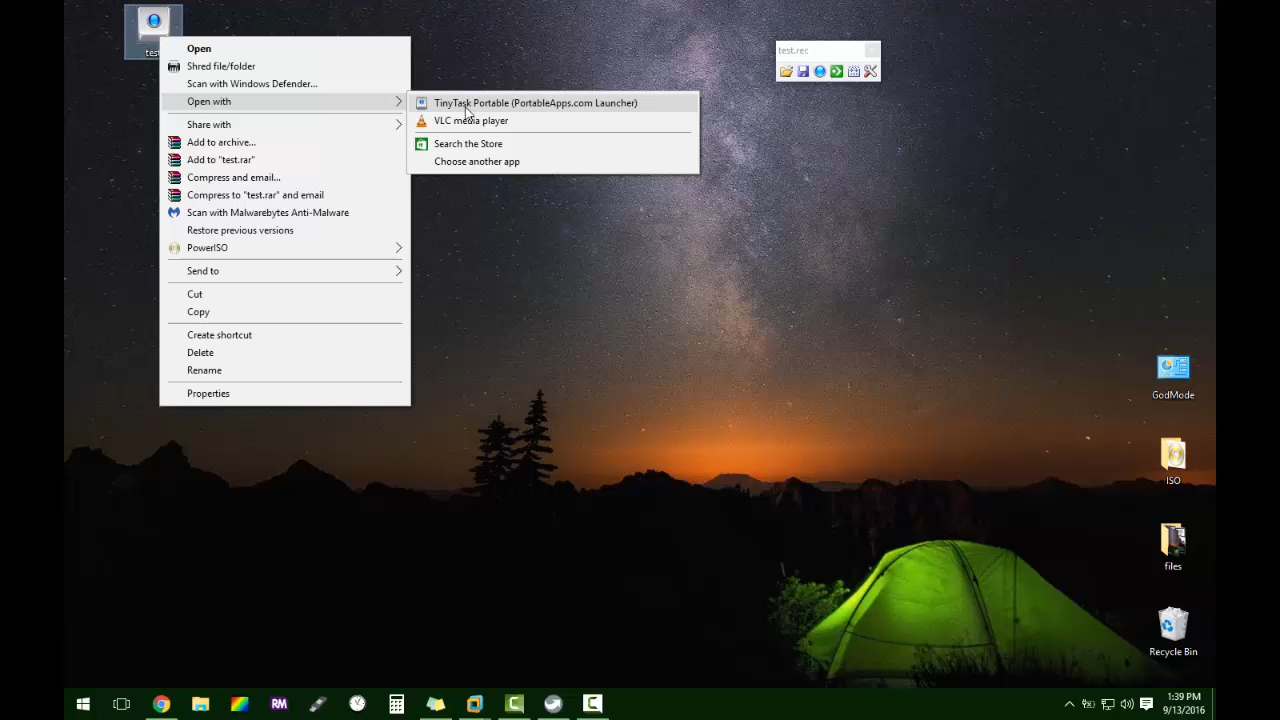 test
Open
Shred file/folder
Scan with Windows Defender...
Open with
Share with
Add to archive...
Add to "test.rar"
Compress and email...
Compress to "test.rar" and email
Scan with Malwarebytes Anti-Malware
Restore previous versions
PowerISO
Send to
Cut
Copy
Create shortcut
Delete
Rename
Properties
TinyTask Portable (PortableApps.com Launcher)
VLC media player
Search the Store
Choose another app
test.rec
GodMode
ISO
files
Recycle Bin
RM
1:39 PM
9/13/2016